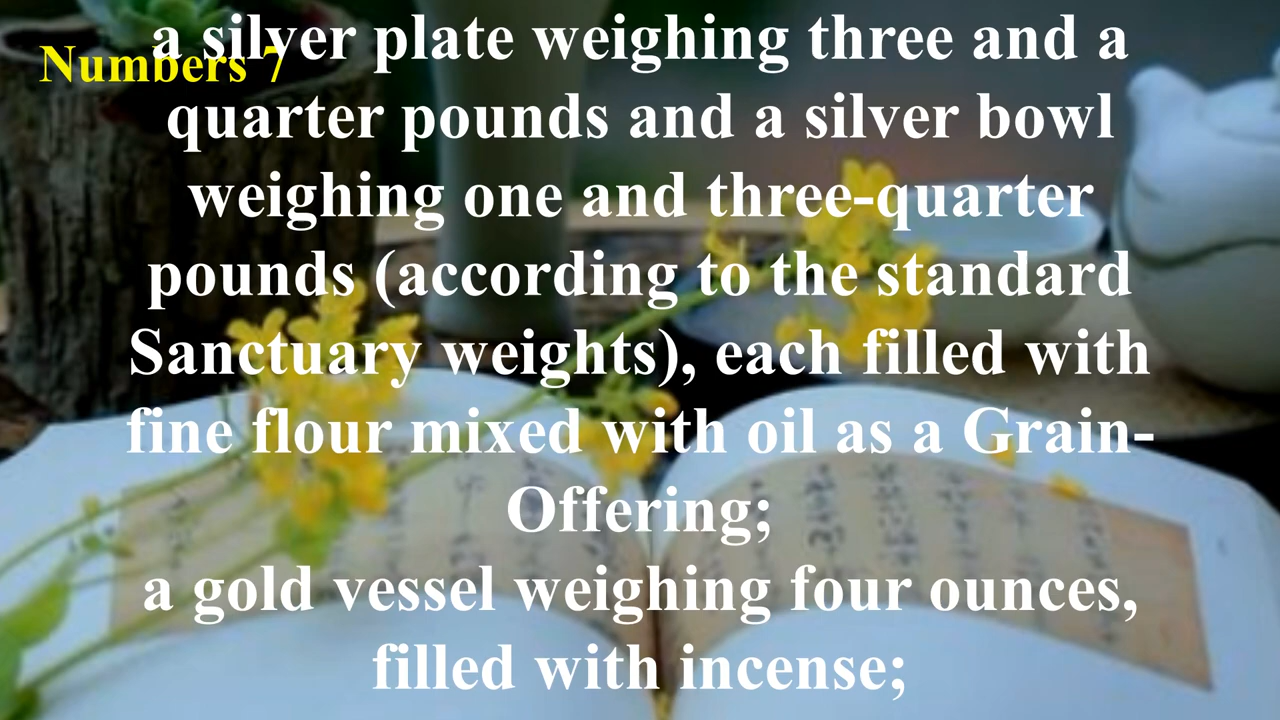 Numbers 7
a silver plate weighing three and a
quarter pounds and a silver bowl
weighing one and three-quarter
pounds (according to the standard
Sanctuary weights), each filled with
fine flour mixed with oil as a Grain-
Offering;
a gold vessel weighing four ounces,
filled with incense;